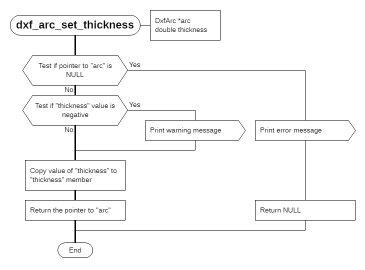 dxf_arc_set_thickness
DxfArc *arc
double thickness
Test if pointer to "arc" is
NULL
Yes
No
Test if "thickness" value is
negative
Yes
No
Print warning message
Print error message
Copy value of "thickness" to
"thickness" member
Return the pointer to "arc"
Return NULL
End